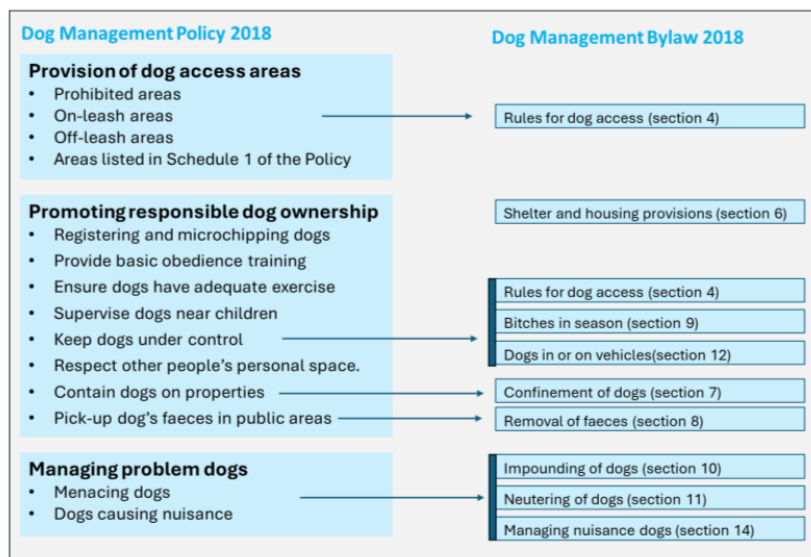 Dog Management Policy 2018
Dog Management Bylaw 2018
Provision of dog access areas
• Prohibited areas
• On-leash areas
• Off-leash areas
• Areas listed in Schedule 1 of the Policy
Rules for dog access (section 4)
Promoting responsible dog ownership
• Registering and microchipping dogs
• Provide basic obedience training
• Ensure dogs have adequate exercise
• Supervise dogs near children
• Keep dogs under control
• Respect other people's personal space.
• Contain dogs on properties
• Pick-up dog's faeces in public areas
Shelter and housing provisions (section 6)
Rules for dog access (section 4)
Bitches in season (section 9)
Dogs in or on vehicles(section 12)
Confinement of dogs (section 7)
Removal of faeces (section 8)
Managing problem dogs
• Menacing dogs
• Dogs causing nuisance
Impounding of dogs (section 10)
Neutering of dogs (section 11)
Managing nuisance dogs (section 14)